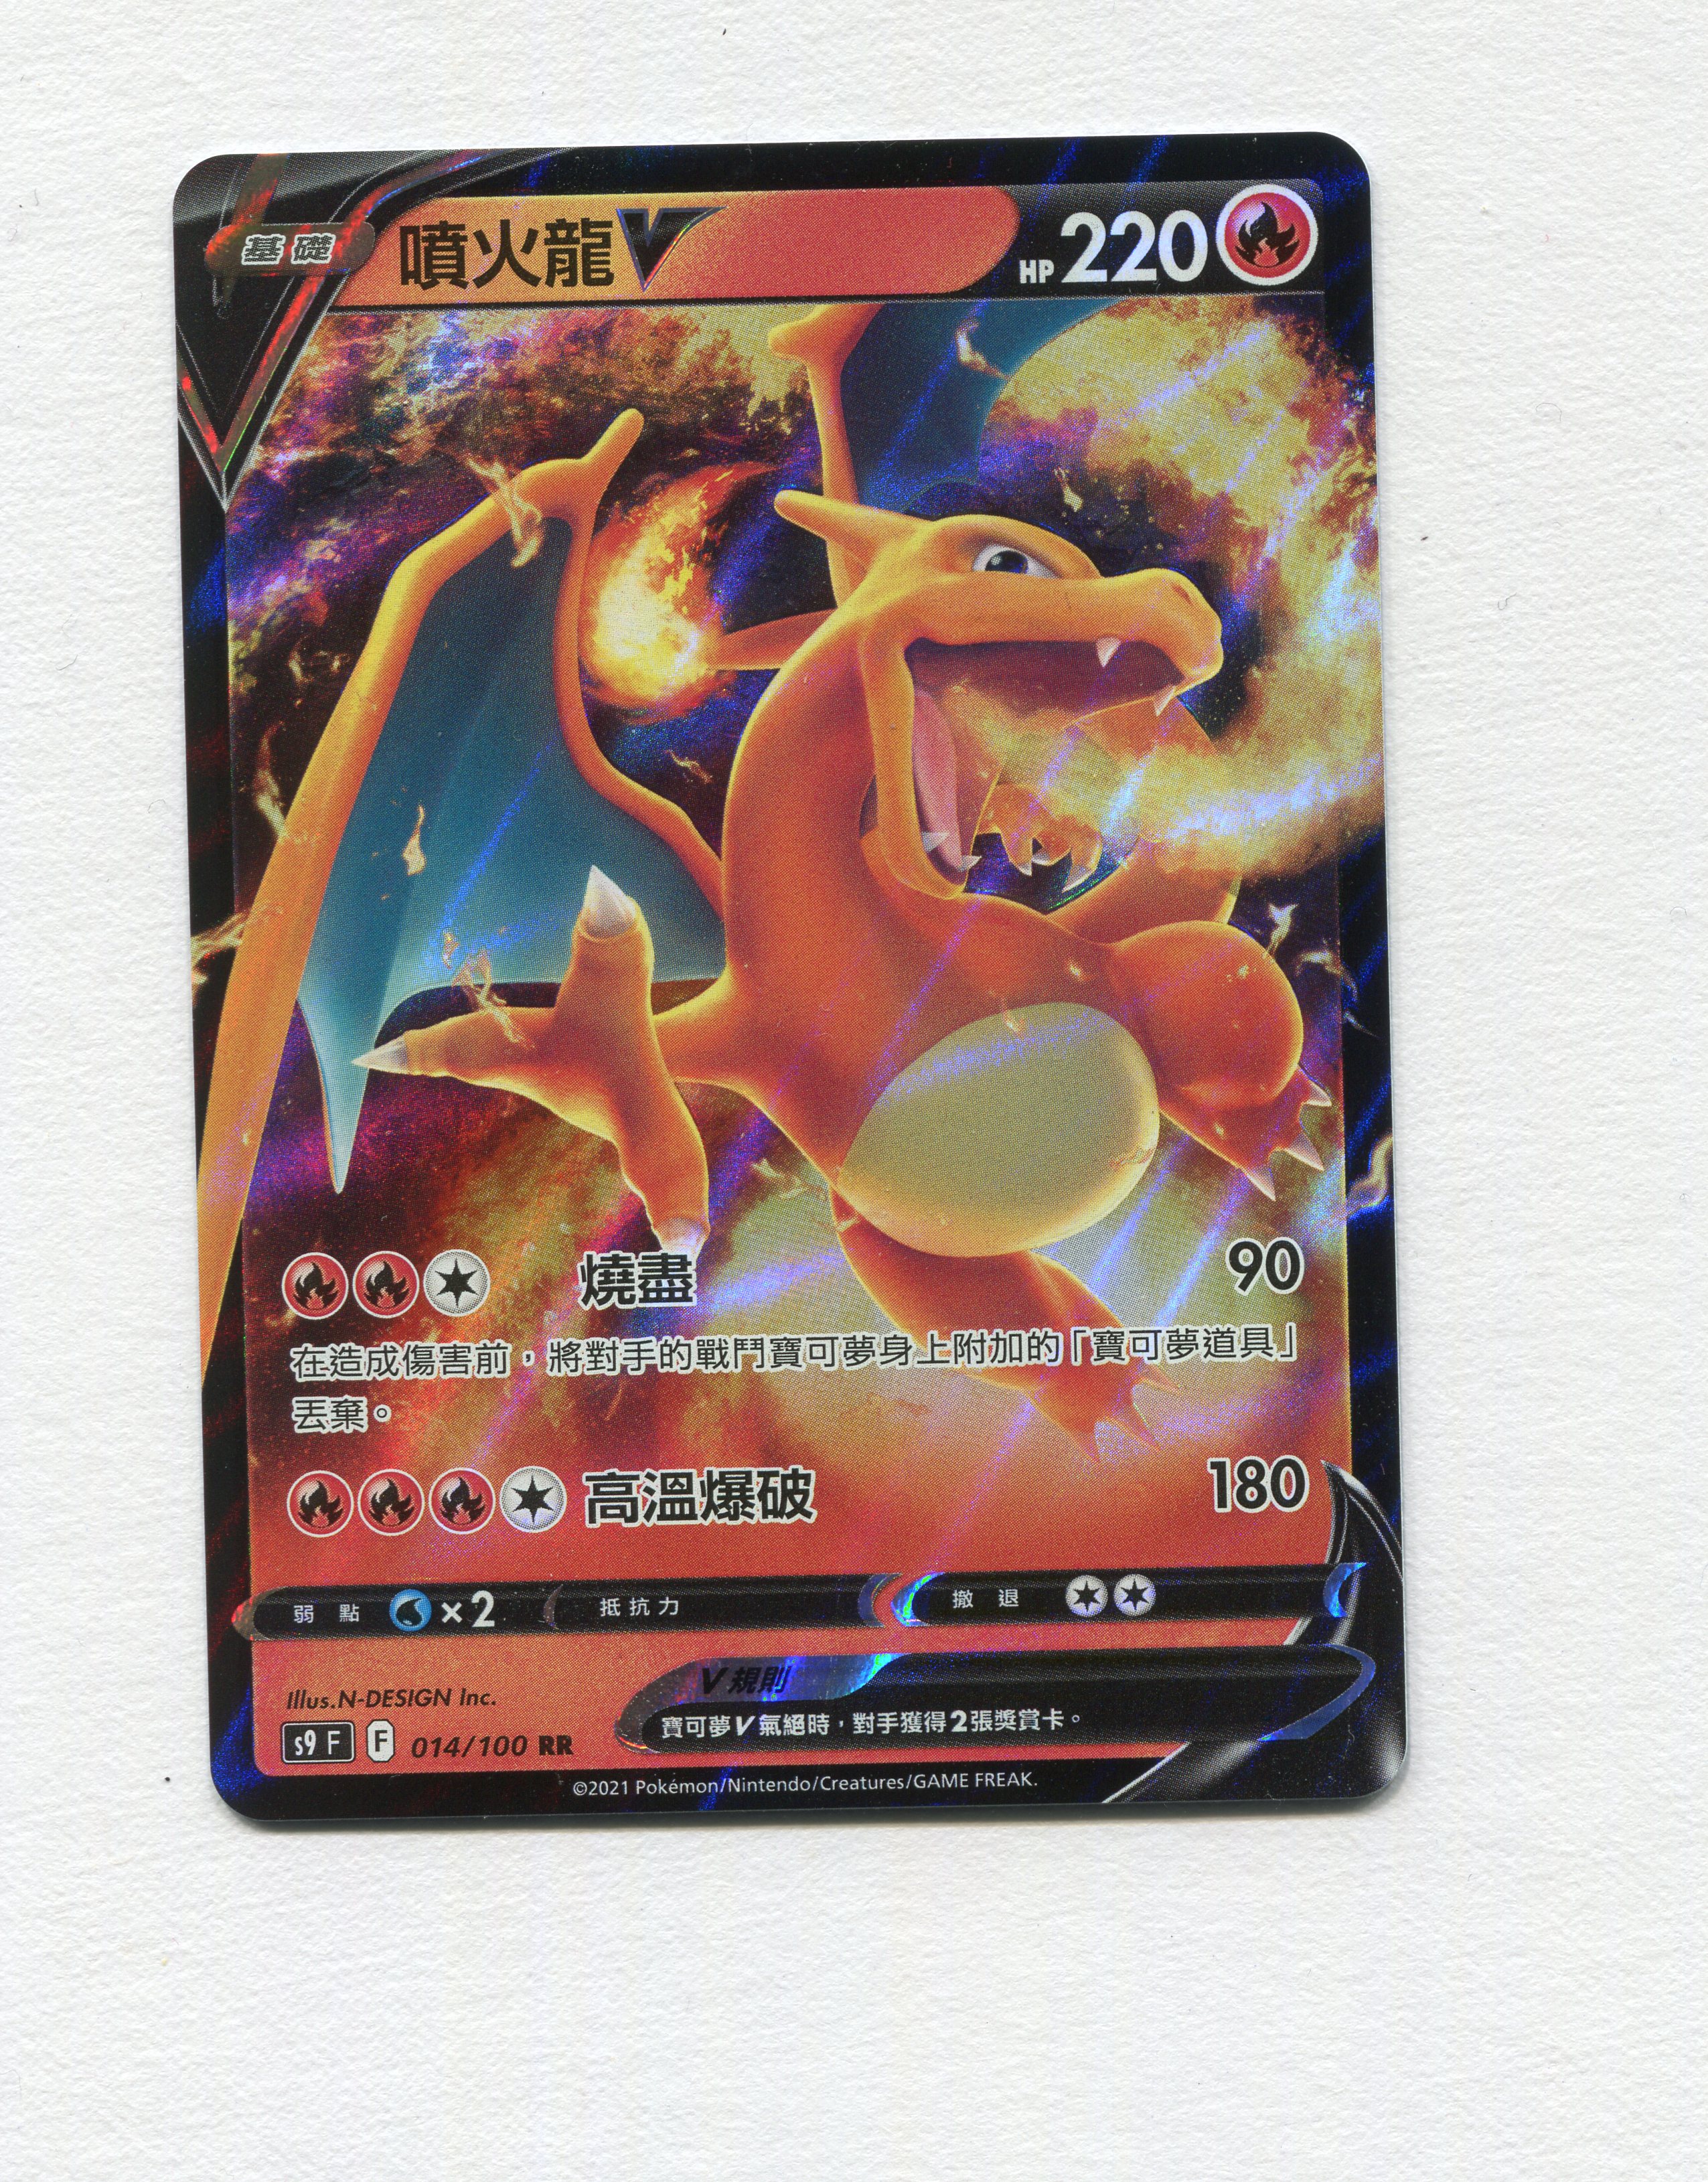 基礎 噴火龍V HP 220
燒盡 90
在造成傷害前，將對手的戰鬥寶可夢身上附加的「寶可夢道具」
丟棄。
高溫爆破 180
弱點 ×2 抵抗力 撤退
V規則
寶可夢V氣絕時，對手獲得2張獎賞卡。
Illus.N-DESIGN Inc.
s9 F F 014/100 RR
©2021 Pokémon/Nintendo/Creatures/GAME FREAK.